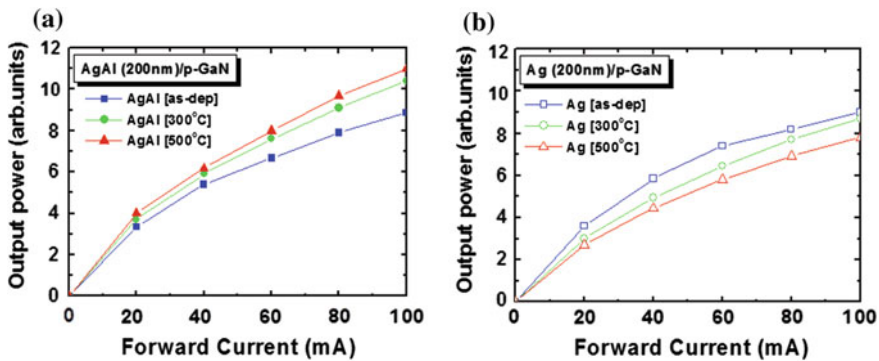 (a)
12
10
8
6
4
2
0
Output power (arb.units)
AgAl (200nm)/p-GaN
AgAl [as-dep]
AgAl [300°C]
AgAl [500°C]
0 20 40 60 80 100
Forward Current (mA)
(b)
12
10
8
6
4
2
0
Output power (arb.units)
Ag (200nm)/p-GaN
Ag [as-dep]
Ag [300°C]
Ag [500°C]
0 20 40 60 80 100
Forward Current (mA)